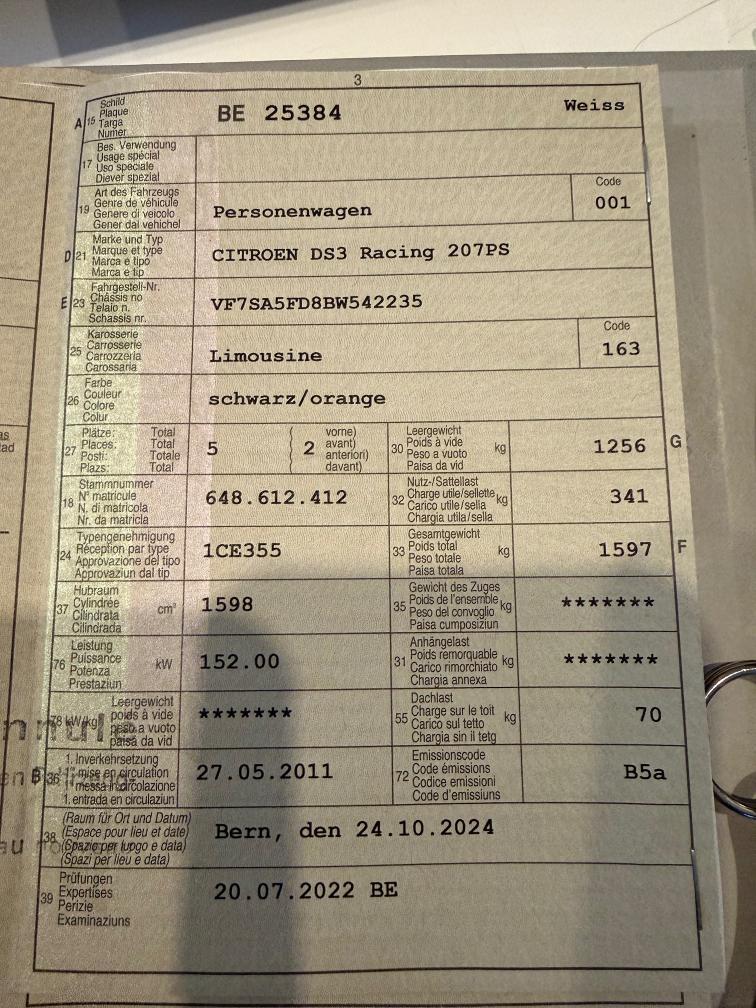 3
A 15 Schild
Plaque
Targa
Numer
BE 25384 Weiss
17 Bes. Verwendung
Usage spécial
Uso speciale
Diever spezial
19 Art des Fahrzeugs
Genre de véhicule
Genere di veicolo
Gener dal vehichel
Personenwagen
Code
001
D 21 Marke und Typ
Marque et type
Marca e tipo
Marca e tip
CITROEN DS3 Racing 207PS
E 23 Fahrgestell-Nr.
Châssis no
Telaio n.
Schassis nr.
VF7SA5FD8BW542235
25 Karosserie
Carrosserie
Carrozzeria
Carossaria
Limousine
Code
163
26 Farbe
Couleur
Colore
Colur
schwarz/orange
27 Plätze: Total
Places: Total
Posti: Totale
Plazs: Total
5
2 vorne)
avant)
anteriori)
davant)
30 Leergewicht
Poids à vide
Peso a vuoto
Paisa da vid
kg
1256
G
18 Stammnummer
N° matricule
N. di matricola
Nr. da matricla
648.612.412
32 Nutz-/Sattellast
Charge utile/sellette
Carico utile/sella
Chargia utila/sella
kg
341
24 Typengenehmigung
Réception par type
Approvazione del tipo
Approvaziun dal tip
1CE355
33 Gesamtgewicht
Poids total
Peso totale
Paisa totala
kg
1597
F
37 Hubraum
Cylindrée
Cilindrata
Cilindrada
cm³
1598
35 Gewicht des Zuges
Poids de l'ensemble
Peso del convoglio
Paisa cumposiziun
kg
*******
76 Leistung
Puissance
Potenza
Prestaziun
kW
152.00
31 Anhängelast
Poids remorquable
Carico rimorchiato
Chargia annexa
kg
*******
78 kW/kg Leergewicht
poids à vide
peso a vuoto
paisa da vid
*******
55 Dachlast
Charge sur le toit
Carico sul tetto
Chargia sin il tetg
kg
70
B 36 1. Inverkehrsetzung
1. mise en circulation
1. messa in circolazione
1. entrada en circulaziun
27.05.2011
72 Emissionscode
Code émissions
Codice emissioni
Code d'emissiuns
B5a
38 (Raum für Ort und Datum)
(Espace pour lieu et date)
(Spazio per luogo e data)
(Spazi per lieu e data)
Bern, den 24.10.2024
39 Prüfungen
Expertises
Perizie
Examinaziuns
20.07.2022 BE